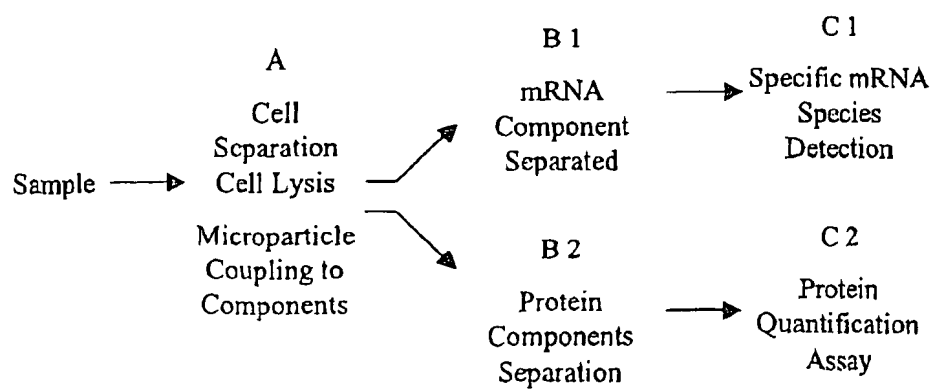 Sample
A
Cell
Separation
Cell Lysis
Microparticle
Coupling to
Components
B 1
mRNA
Component
Separated
C 1
Specific mRNA
Species
Detection
B 2
Protein
Components
Separation
C 2
Protein
Quantification
Assay